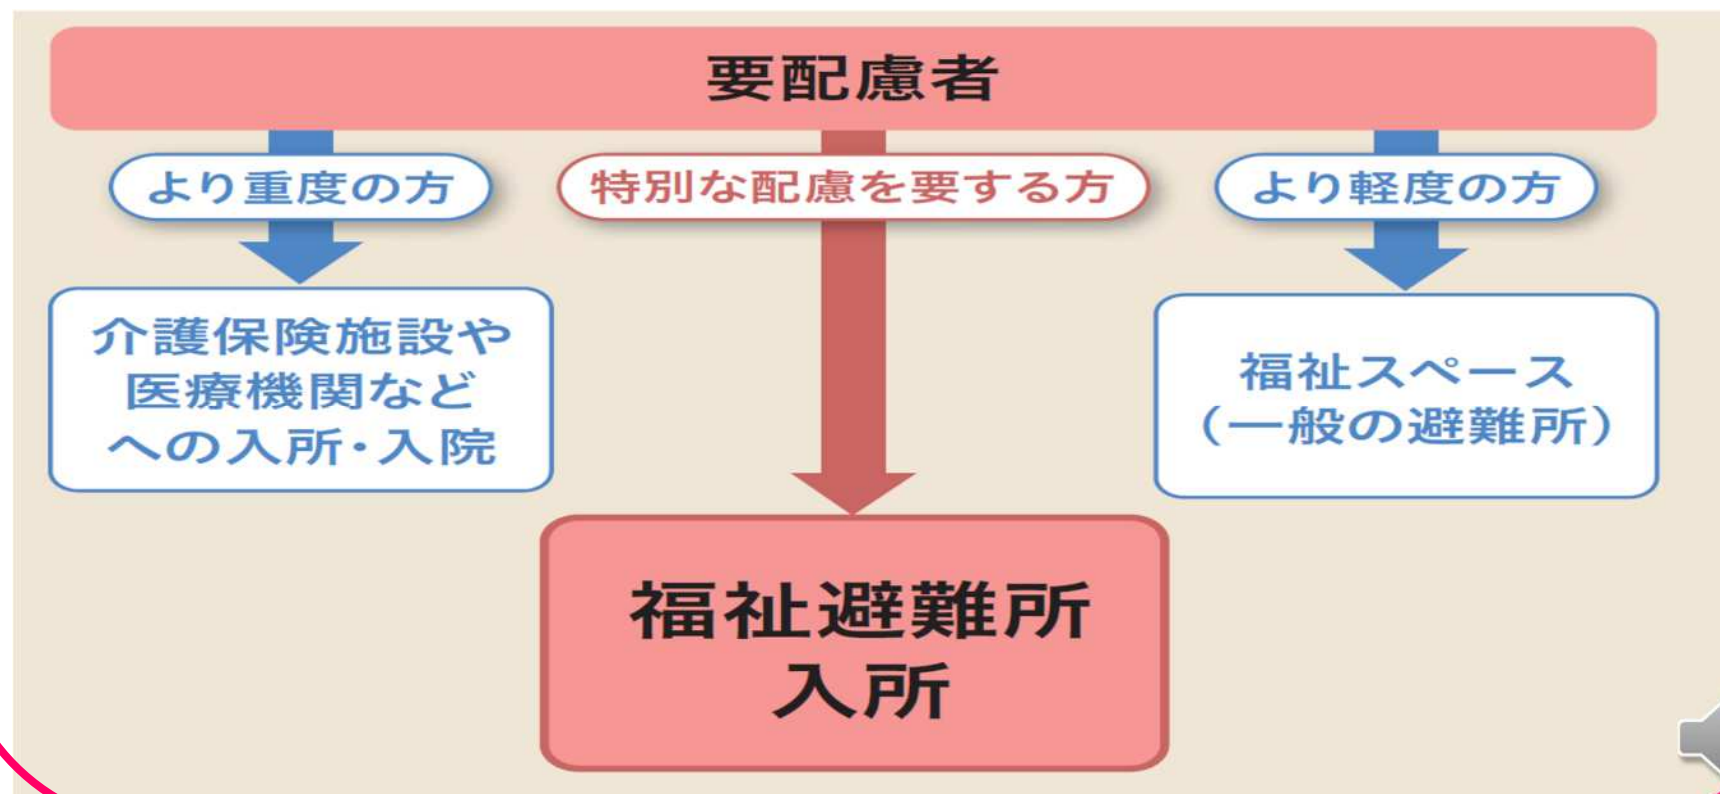 要配慮者
より重度の方
特別な配慮を要する方
より軽度の方
介護保険施設や
医療機関など
への入所・入院
福祉スペース
（一般の避難所）
福祉避難所
入所